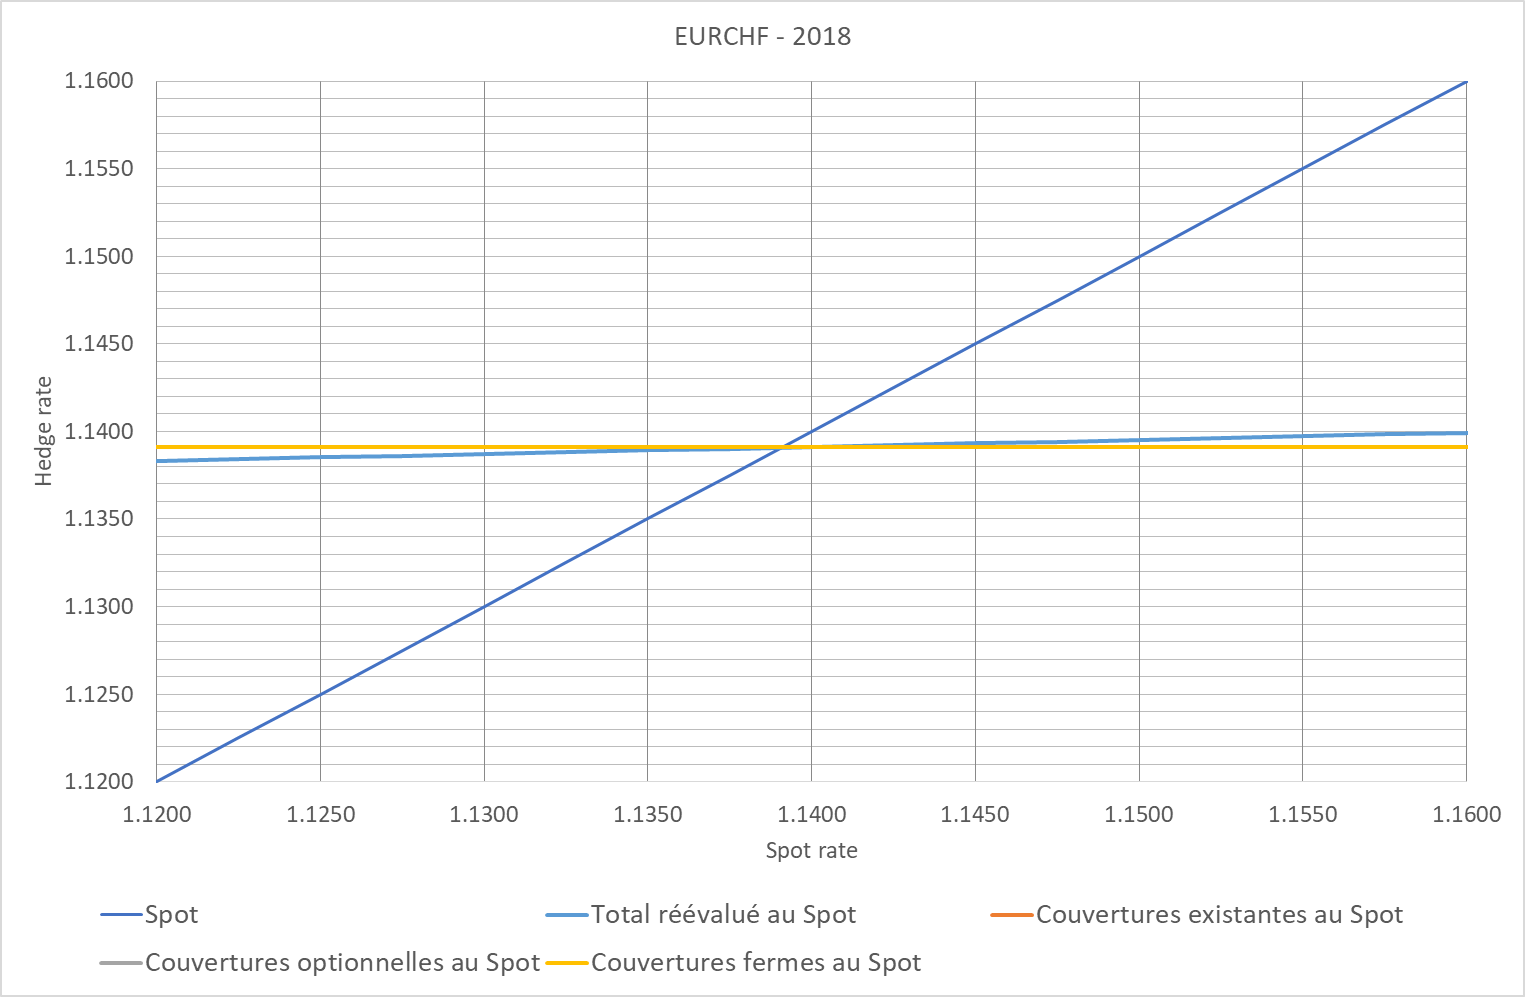 EURCHF - 2018
1.1600
1.1550
1.1500
1.1450
1.1400
1.1350
1.1300
1.1250
1.1200
Hedge rate
1.1200 1.1250 1.1300 1.1350 1.1400 1.1450 1.1500 1.1550 1.1600
Spot rate
Spot Total réévalué au Spot Couvertures existantes au Spot
Couvertures optionnelles au Spot Couvertures fermes au Spot